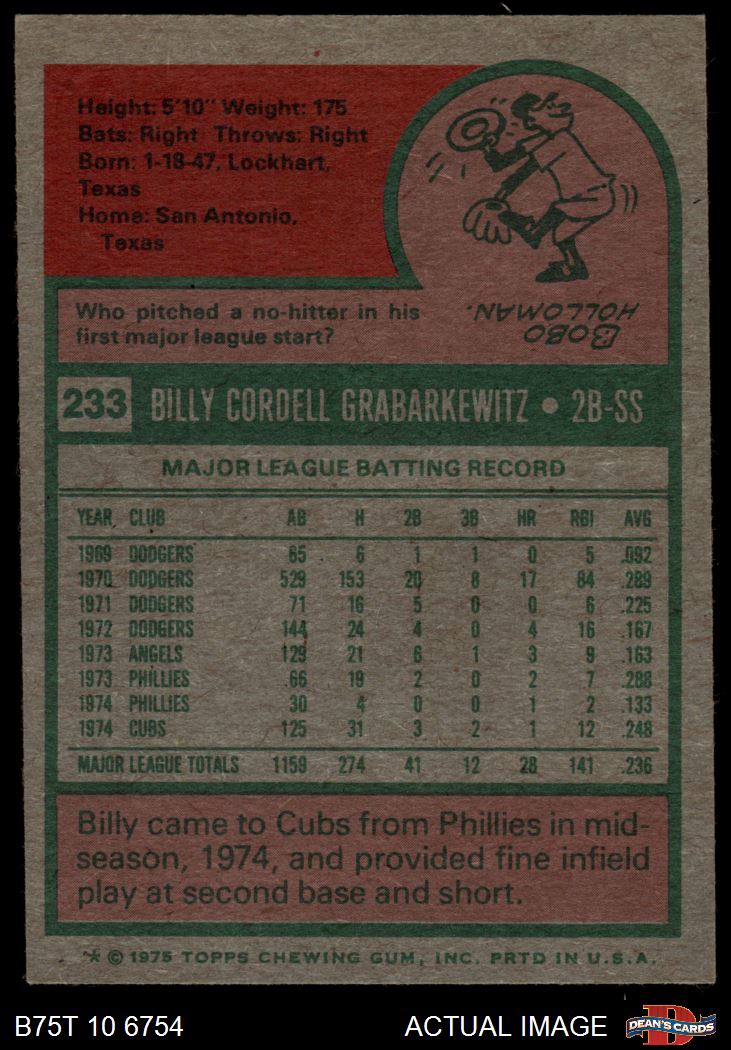 Height: 5'10" Weight: 175
Bats: Right Throws: Right
Born: 1-18-47, Lockhart,
Texas
Home: San Antonio,
Texas
Who pitched a no-hitter in his
first major league start?
BOBO
HOLLOMAN.
233 BILLY CORDELL GRABARKEWITZ • 2B-SS
MAJOR LEAGUE BATTING RECORD
YEAR CLUB AB H 2B 3B HR RBI AVG
1969 DODGERS 65 6 1 1 0 5 .092
1970 DODGERS 529 153 20 8 17 84 .289
1971 DODGERS 71 16 5 0 0 6 .225
1972 DODGERS 144 24 4 0 4 16 .167
1973 ANGELS 129 21 6 1 3 9 .163
1973 PHILLIES 66 19 2 0 2 7 .288
1974 PHILLIES 30 4 0 0 1 2 .133
1974 CUBS 125 31 3 2 1 12 .248
MAJOR LEAGUE TOTALS 1159 274 41 12 28 141 .236
Billy came to Cubs from Phillies in mid-
season, 1974, and provided fine infield
play at second base and short.
* © 1975 TOPPS CHEWING GUM, INC. PRTD IN U.S.A.
B75T 10 6754 ACTUAL IMAGE DEAN'S CARDS